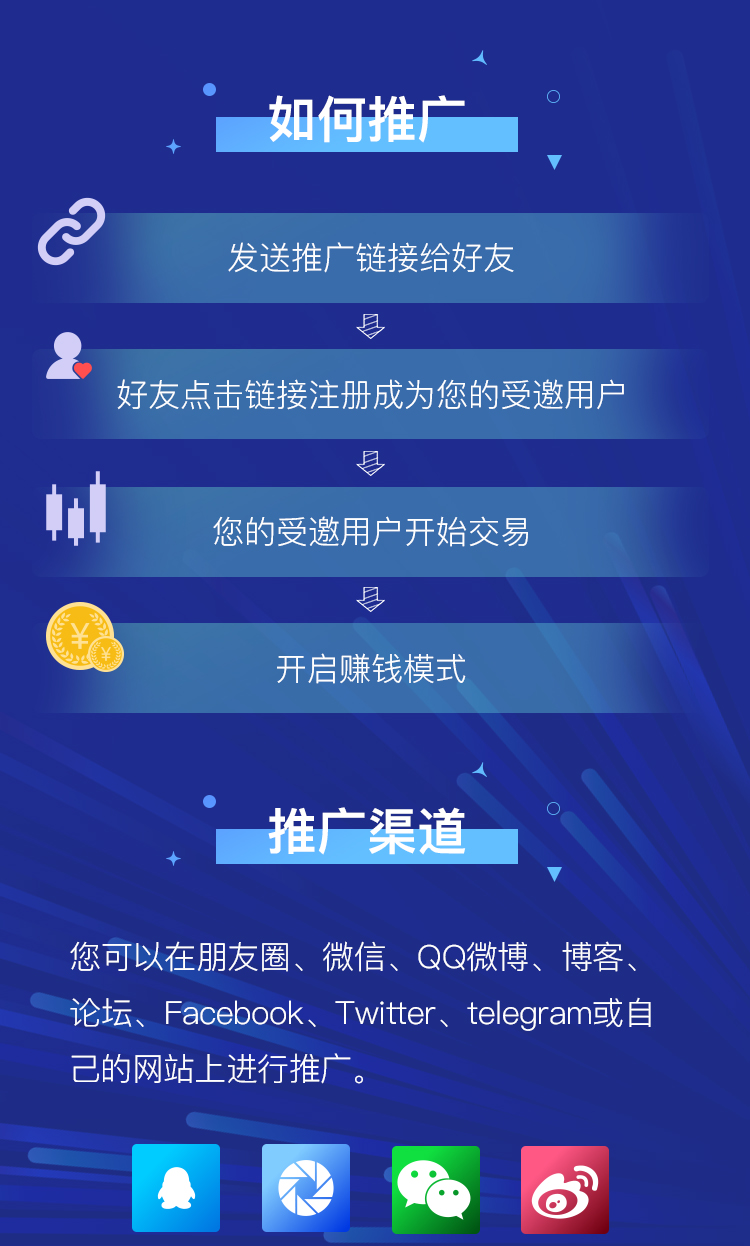 如何推广
发送推广链接给好友
好友点击链接注册成为您的受邀用户
您的受邀用户开始交易
¥
¥
开启赚钱模式
推广渠道
您可以在朋友圈、微信、QQ微博、博客、
论坛、Facebook、Twitter、telegram或自
己的网站上进行推广。